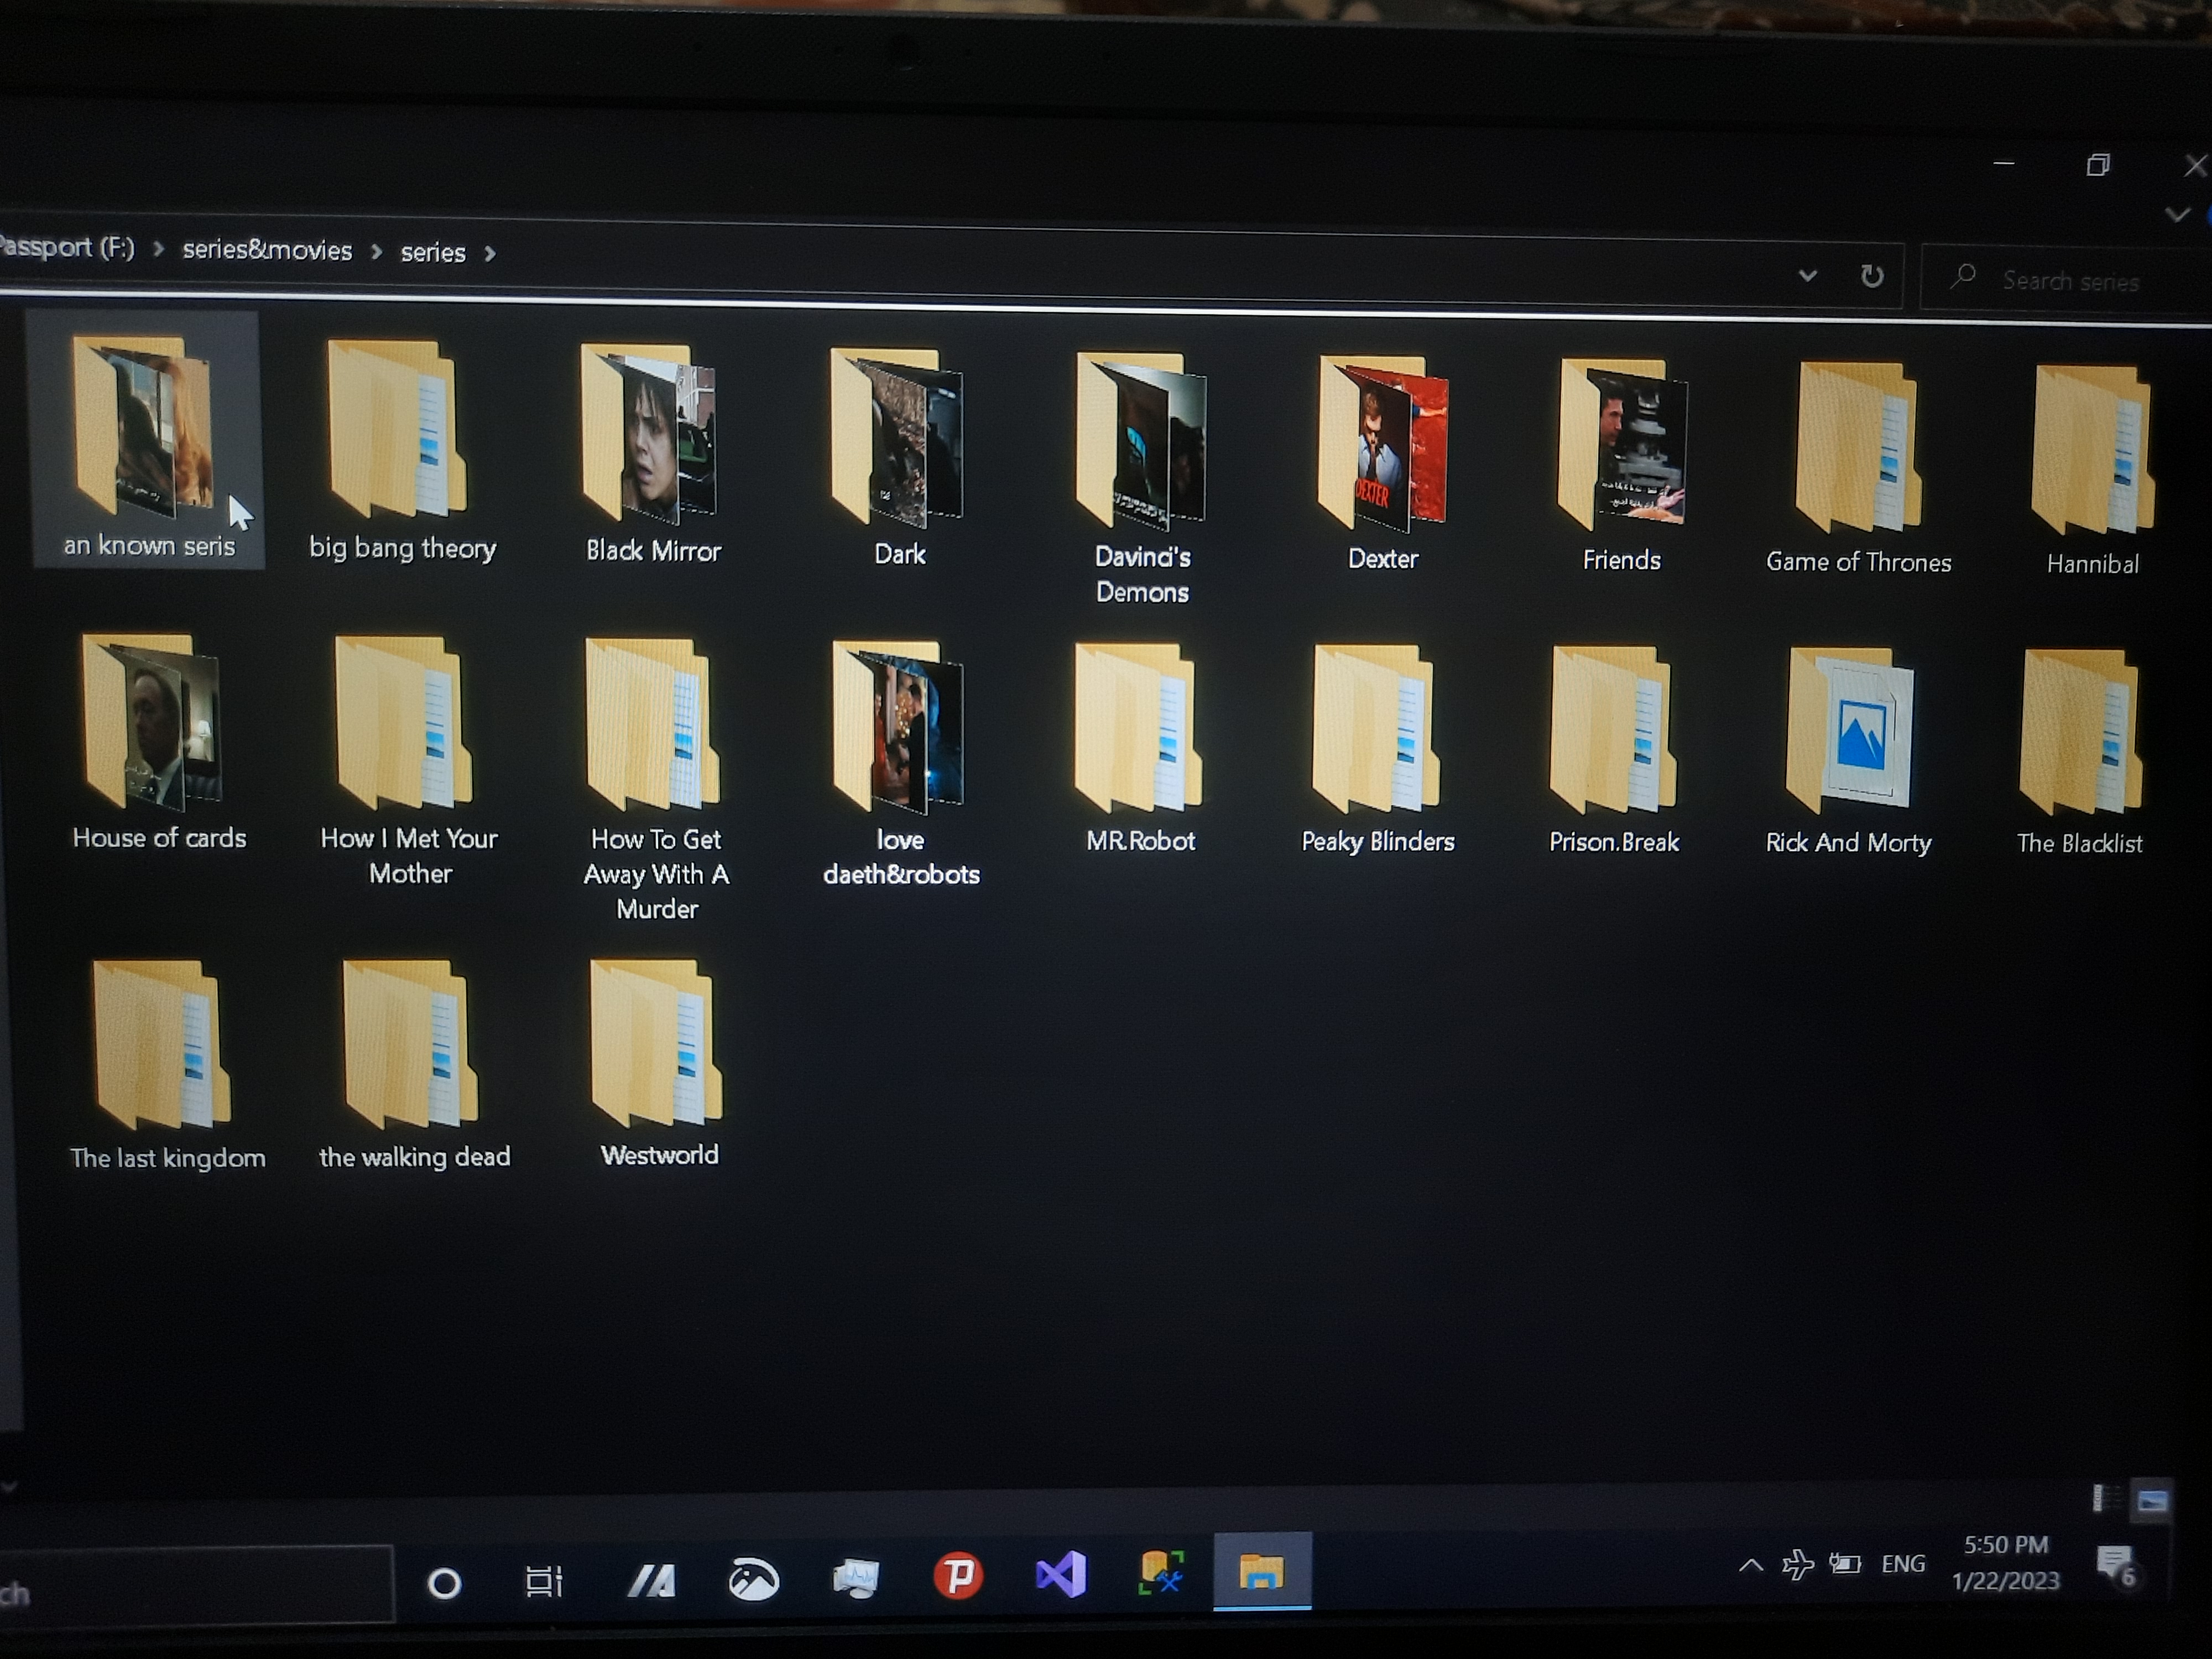 Passport (F:) > series&movies > series >
Search series
an known seris
big bang theory
Black Mirror
Dark
Davinci's
Demons
DEXTER
Dexter
Friends
Game of Thrones
Hannibal
House of cards
How I Met Your
Mother
How To Get
Away With A
Murder
love
daeth&robots
MR.Robot
Peaky Blinders
Prison.Break
Rick And Morty
The Blacklist
The last kingdom
the walking dead
Westworld
ch
ENG
5:50 PM
1/22/2023
6